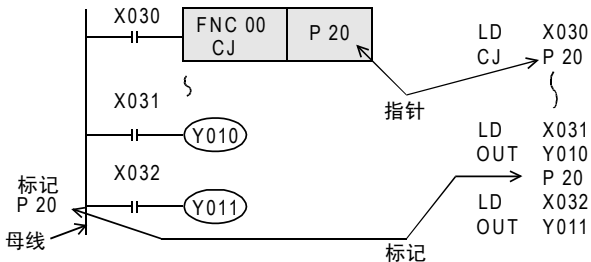 X030
FNC 00
CJ
P 20
LD X030
CJ P 20
指针
X031
Y010
LD X031
OUT Y010
P 20
X032
Y011
LD X032
OUT Y011
标记
P 20
母线
标记